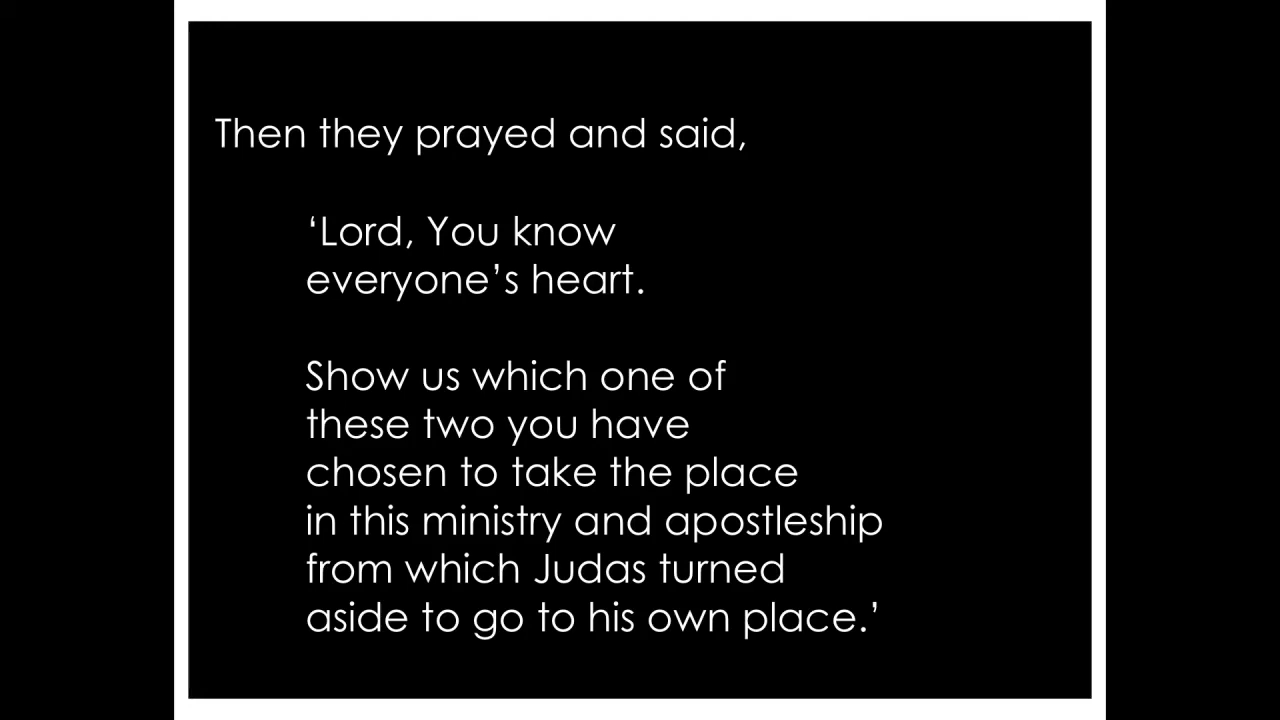 Then they prayed and said,
‘Lord, You know
everyone’s heart.
Show us which one of
these two you have
chosen to take the place
in this ministry and apostleship
from which Judas turned
aside to go to his own place.’